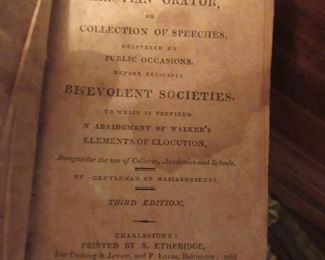 CHRISTIAN ORATOR,
OR
COLLECTION OF SPEECHES,
DELIVERED ON
PUBLIC OCCASIONS.
BEFORE RELIGIOUS
BENEVOLENT SOCIETIES.
TO WHICH IS PREFIXED
N ABRIDGMENT OF WALKER'S
ELEMENTS OF ELOCUTION,
Designed for the use of Colleges, Academies and Schools.
BY GENTLEMAN OF MASSACHUSETTS.
THIRD EDITION.
CHARLESTOWN:
PRINTED BY S. ETHERIDGE,
For Cushing & Jewett, and F. Lucas, Baltimore; sold